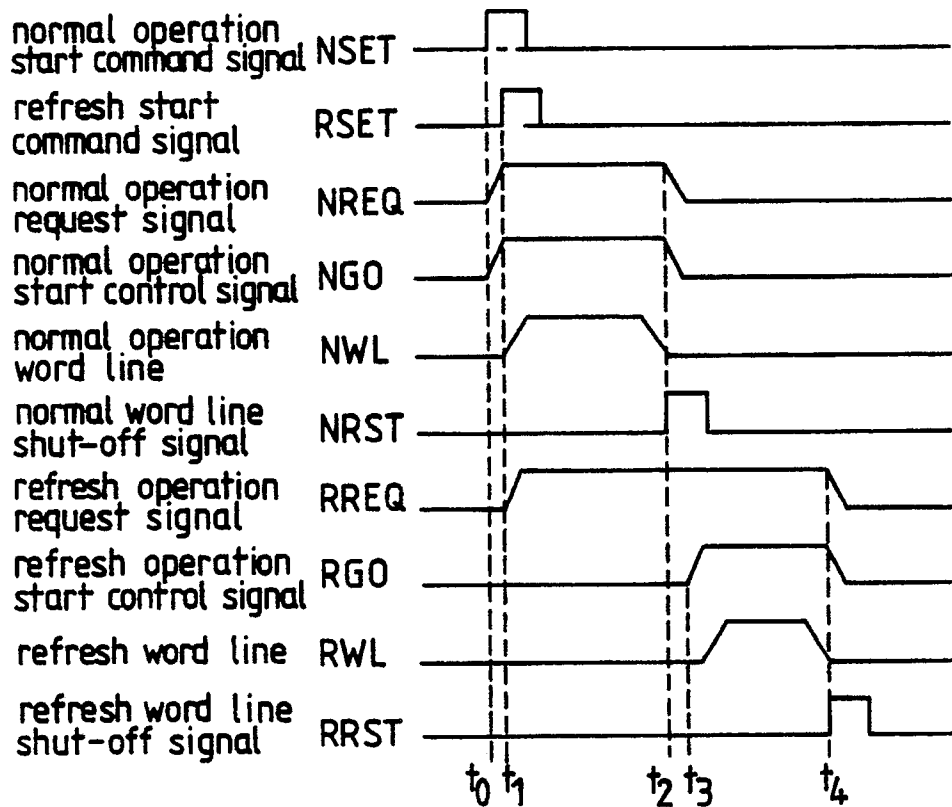 normal operation
start command signal NSET
refresh start
command signal RSET
normal operation
request signal NREQ
normal operation
start control signal NGO
normal operation
word line NWL
normal word line
shut-off signal NRST
refresh operation
request signal RREQ
refresh operation
start control signal RGO
refresh word line RWL
refresh word line
shut-off signal RRST
t0 t1 t2 t3 t4